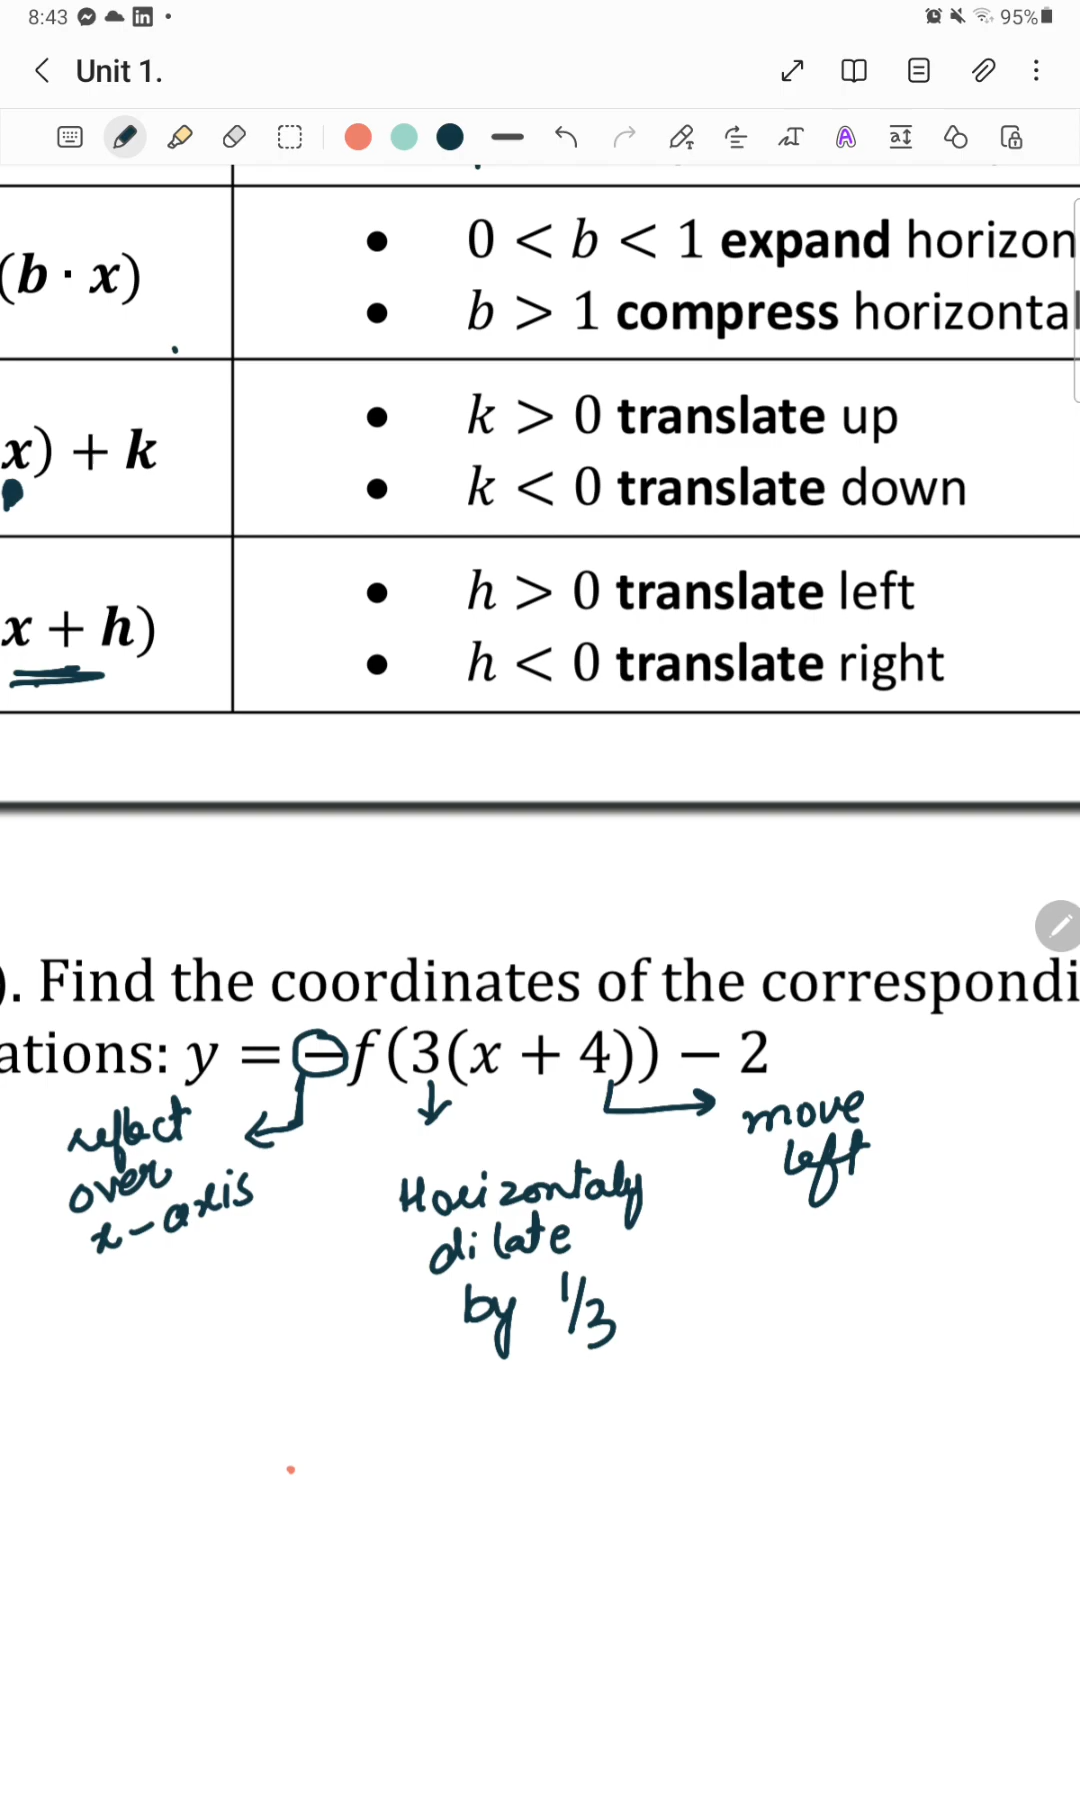 8:43
95%
Unit 1.
(b · x)
0 < b < 1 expand horizon
b > 1 compress horizontal
x) + k
k > 0 translate up
k < 0 translate down
x + h)
h > 0 translate left
h < 0 translate right
). Find the coordinates of the correspondi
ations: y = −f(3(x + 4)) − 2
reflect
over
x-axis
Horizontaly
dilate
by 1/3
move
left